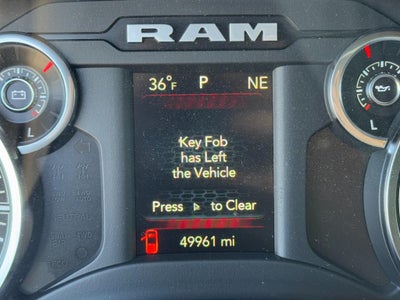 RAM
36°F P NE
Key Fob
has Left
the Vehicle
Press ▷ to Clear
49961 mi
L
L